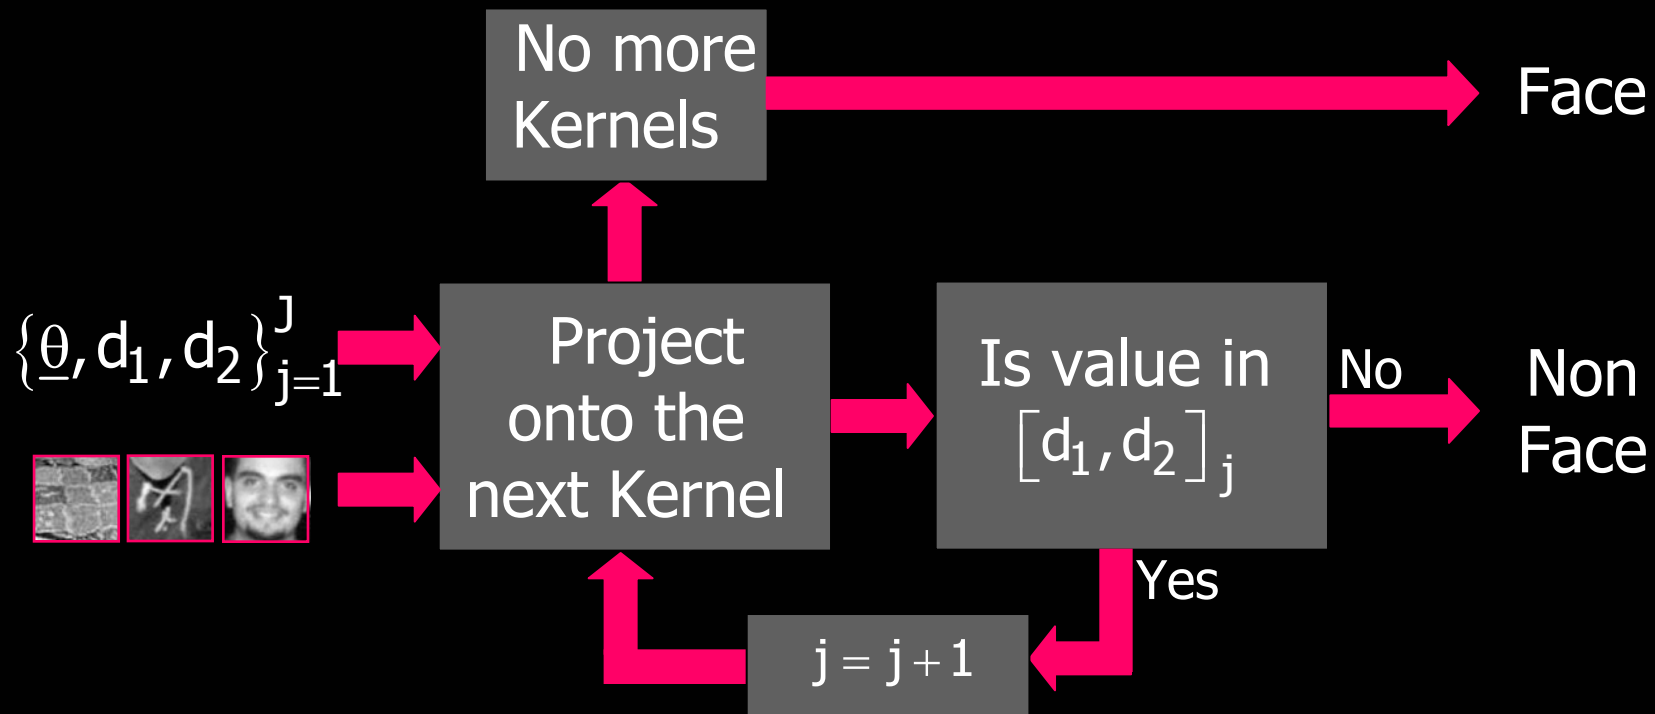 No more
Kernels
Face
{θ, d₁, d₂}ᴶⱼ₌₁
Project
onto the
next Kernel
Is value in
[d₁, d₂]ⱼ
No
Non
Face
Yes
j = j + 1